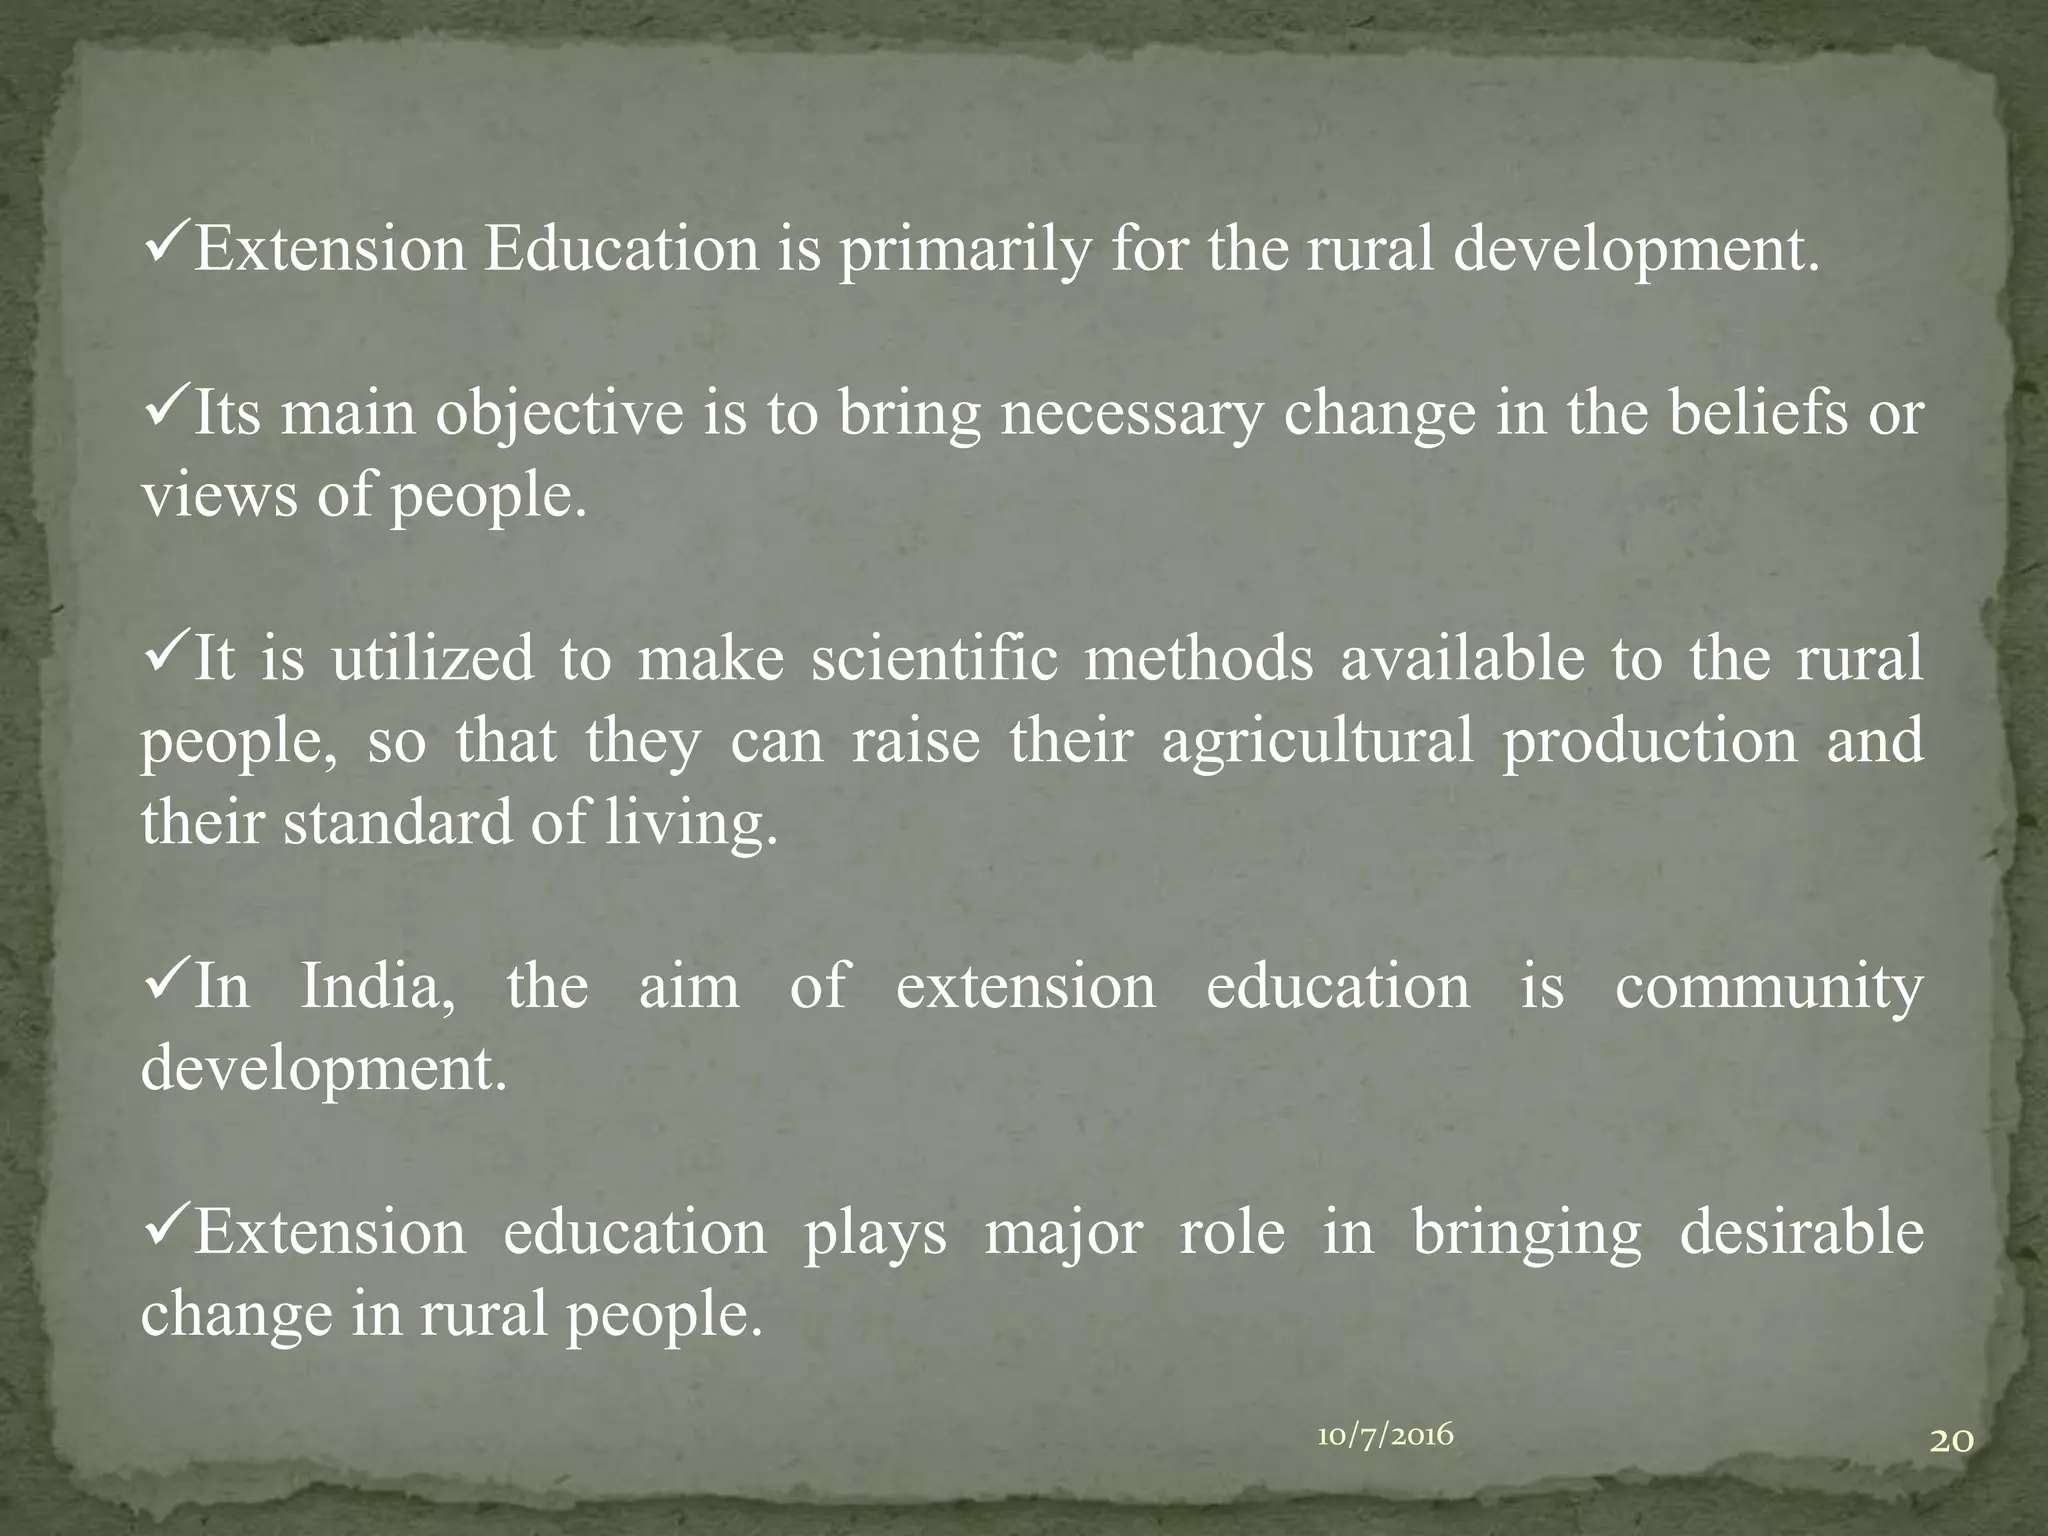 ✓Extension Education is primarily for the rural development.
✓Its main objective is to bring necessary change in the beliefs or
views of people.
✓It is utilized to make scientific methods available to the rural
people, so that they can raise their agricultural production and
their standard of living.
✓In India, the aim of extension education is community
development.
✓Extension education plays major role in bringing desirable
change in rural people.
10/7/2016
20